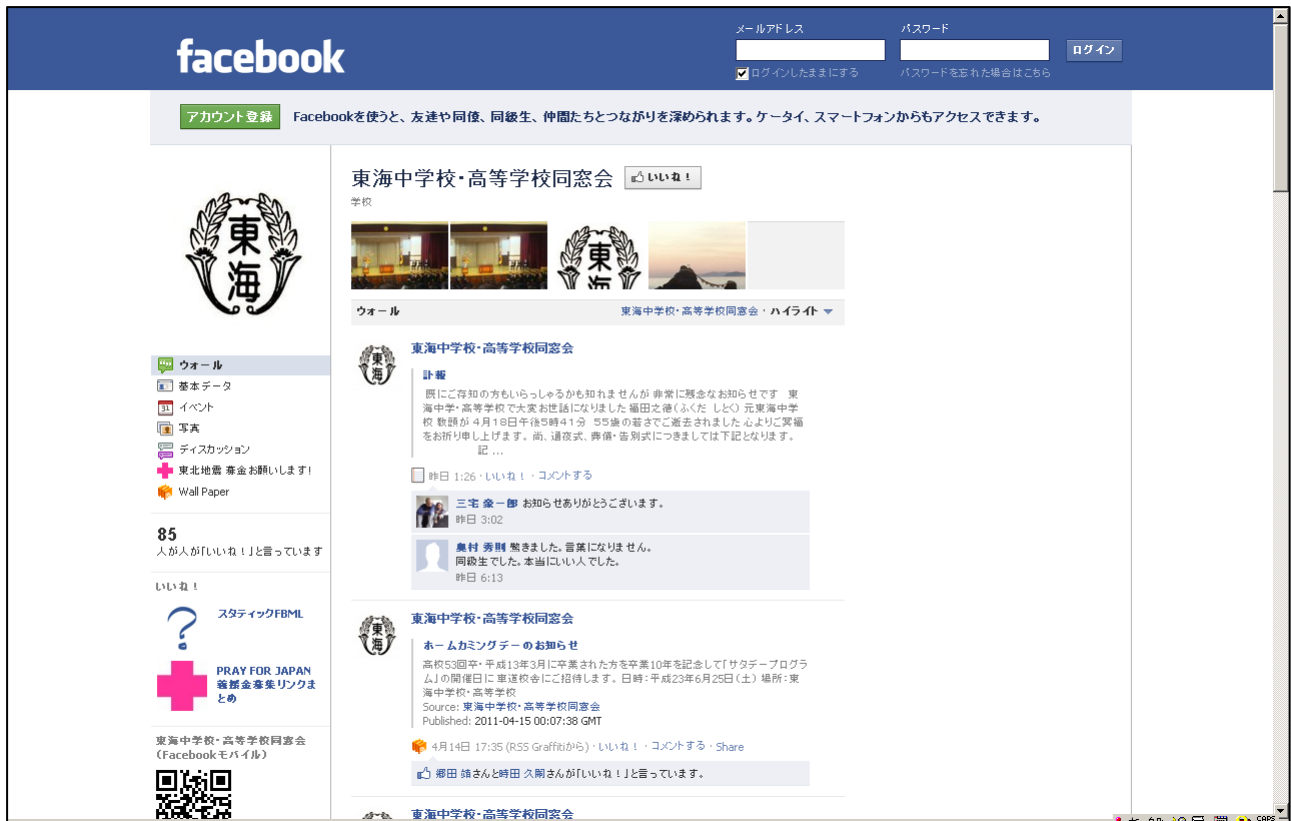 facebook
メールアドレス
パスワード
ログイン
ログインしたままにする
パスワードを忘れた場合はこちら
アカウント登録
Facebookを使うと、友達や同僚、同級生、仲間たちとつながりを深められます。ケータイ、スマートフォンからもアクセスできます。
東海
東海中学校・高等学校同窓会
いいね！
学校
東海
ウォール
東海中学校・高等学校同窓会・ハイライト
ウォール
基本データ
31 イベント
写真
ディスカッション
東北地震 募金お願いします！
Wall Paper
85
人が人が「いいね！」と言っています
いいね！
スタティックFBML
PRAY FOR JAPAN
義援金募集リンクま
とめ
東海中学校・高等学校同窓会
（Facebookモバイル）
東海
東海中学校・高等学校同窓会
訃報
既にご存知の方もいらっしゃるかも知れませんが 非常に残念なお知らせです 東
海中学・高等学校で大変お世話になりました 福田之徳（ふくだ しとく） 元東海中学
校 教頭が 4月18日午後5時41分 55歳の若さでご逝去されました 心よりご冥福
をお祈り申し上げます。 尚、通夜式、葬儀・告別式につきましては下記となります。
記 ...
昨日 1:26・いいね！・コメントする
三宅 豪一郎 お知らせありがとうございます。
昨日 3:02
奥村 秀則 驚きました。言葉になりません。
同級生でした。本当にいい人でした。
昨日 6:13
東海
東海中学校・高等学校同窓会
ホームカミングデーのお知らせ
高校53回卒・平成13年3月に卒業された方を卒業10年を記念して「サタデープログラ
ム」の開催日に車道校舎にご招待します。日時：平成23年6月25日（土） 場所：東
海中学校・高等学校
Source: 東海中学校・高等学校同窓会
Published: 2011-04-15 00:07:38 GMT
4月14日 17:35 (RSS Graffitiから)・いいね！・コメントする・Share
郷田 靖さんと時田 久嗣さんが「いいね！」と言っています。
東海中学校・高等学校同窓会
CAPS